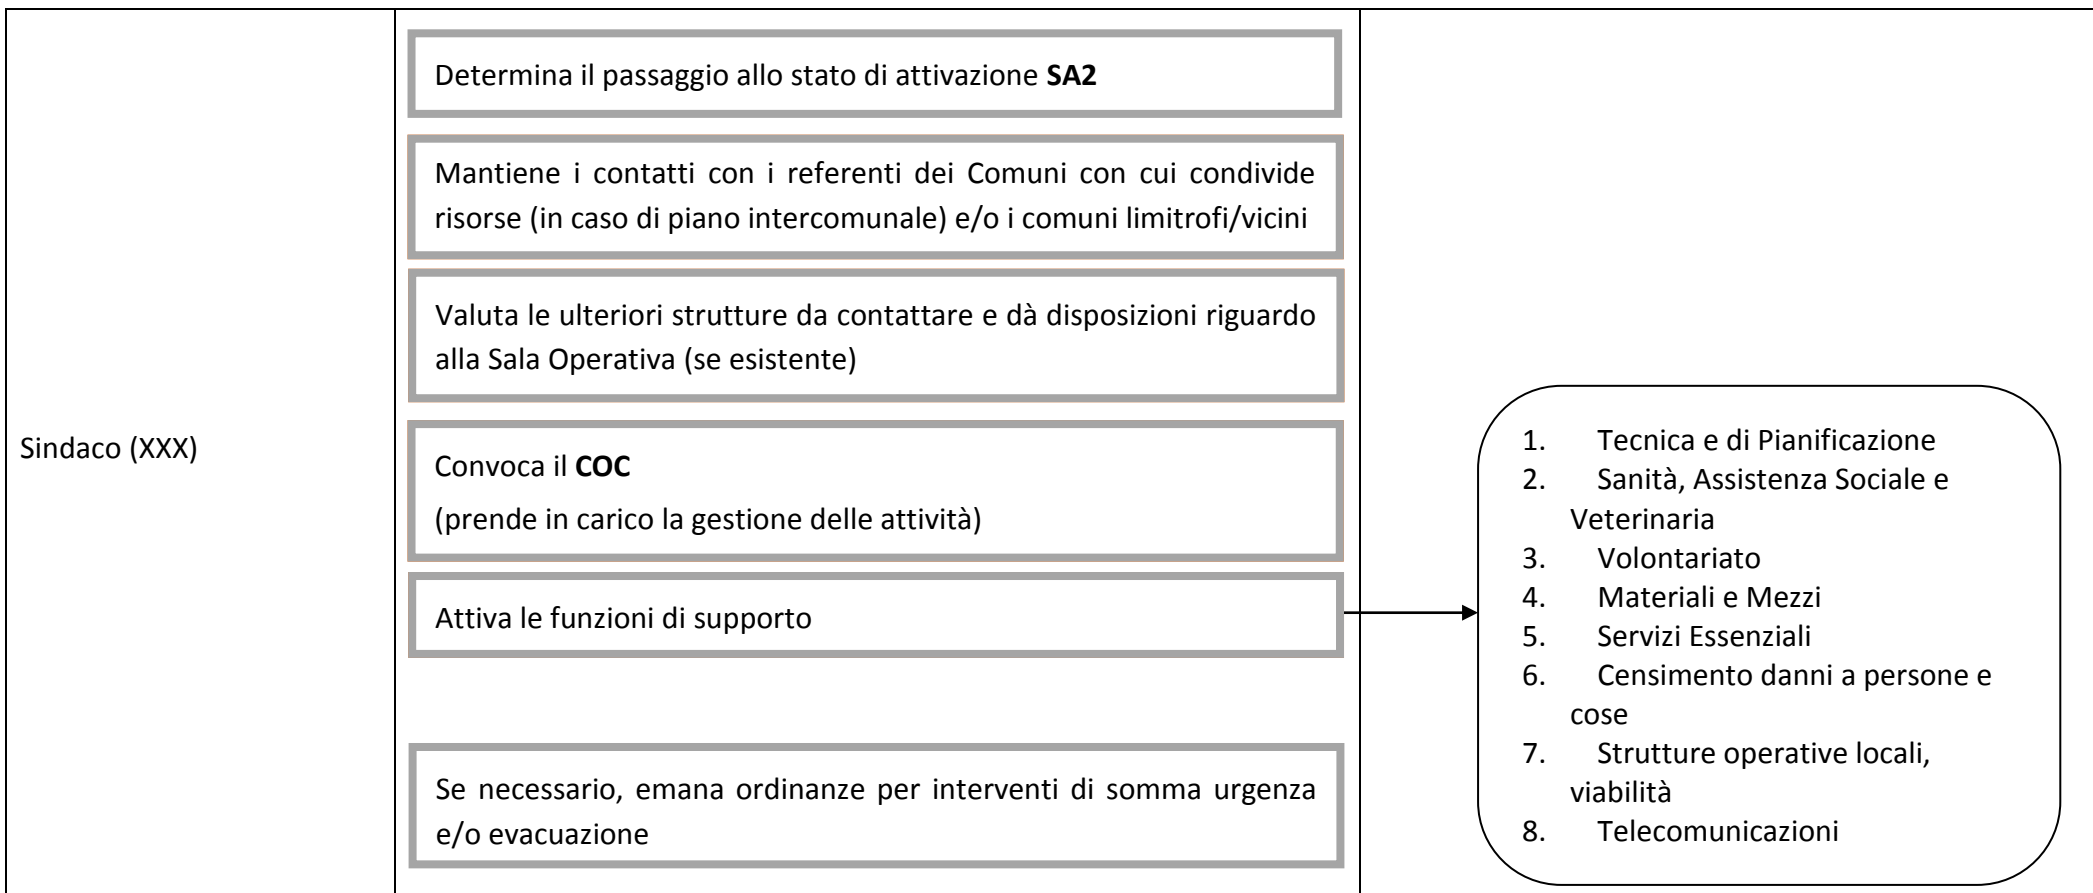 Sindaco (XXX)
Determina il passaggio allo stato di attivazione SA2
Mantiene i contatti con i referenti dei Comuni con cui condivide
risorse (in caso di piano intercomunale) e/o i comuni limitrofi/vicini
Valuta le ulteriori strutture da contattare e dà disposizioni riguardo
alla Sala Operativa (se esistente)
Convoca il COC
(prende in carico la gestione delle attività)
Attiva le funzioni di supporto
Se necessario, emana ordinanze per interventi di somma urgenza
e/o evacuazione
1. Tecnica e di Pianificazione
2. Sanità, Assistenza Sociale e
Veterinaria
3. Volontariato
4. Materiali e Mezzi
5. Servizi Essenziali
6. Censimento danni a persone e
cose
7. Strutture operative locali,
viabilità
8. Telecomunicazioni